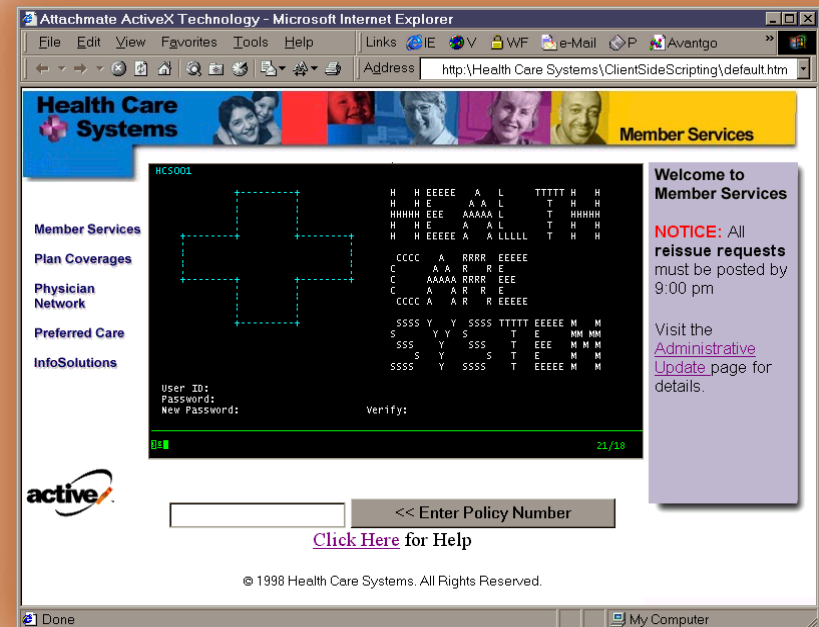 Attachmate ActiveX Technology - Microsoft Internet Explorer
File Edit View Favorites Tools Help Links IE V WF e-Mail P Avantgo »
Address http:\Health Care Systems\ClientSideScripting\default.htm
Health Care
Systems
Member Services
HCS001
HEALTH
CARE
SYSTEM
User ID:
Password:
New Password: Verify:
21/18
Member Services
Plan Coverages
Physician
Network
Preferred Care
InfoSolutions
active
Welcome to
Member Services
NOTICE: All
reissue requests
must be posted by
9:00 pm
Visit the
Administrative
Update page for
details.
<< Enter Policy Number
Click Here for Help
© 1998 Health Care Systems. All Rights Reserved.
Done My Computer